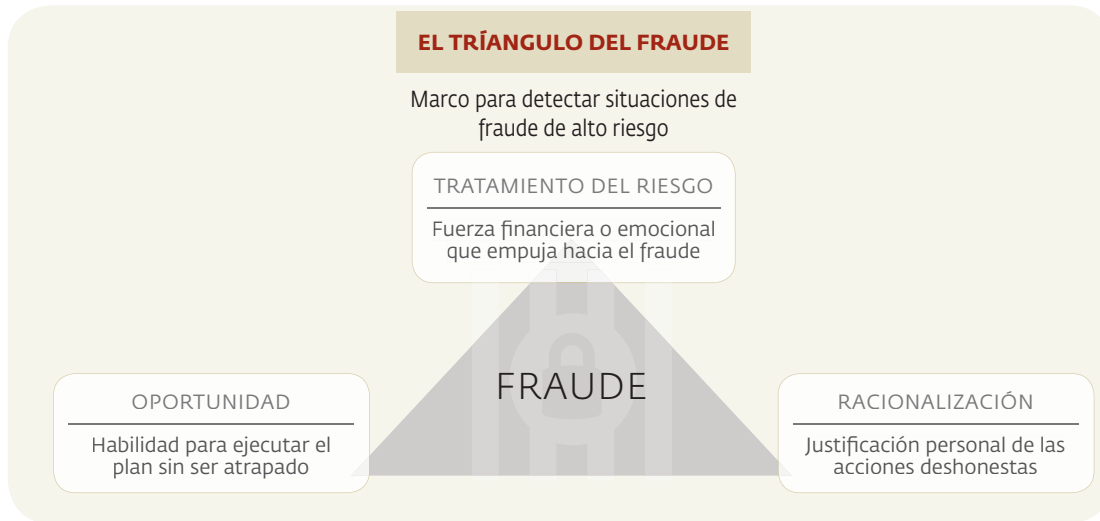 EL TRÍANGULO DEL FRAUDE
Marco para detectar situaciones de
fraude de alto riesgo
TRATAMIENTO DEL RIESGO
Fuerza financiera o emocional
que empuja hacia el fraude
FRAUDE
OPORTUNIDAD
Habilidad para ejecutar el
plan sin ser atrapado
RACIONALIZACIÓN
Justificación personal de las
acciones deshonestas